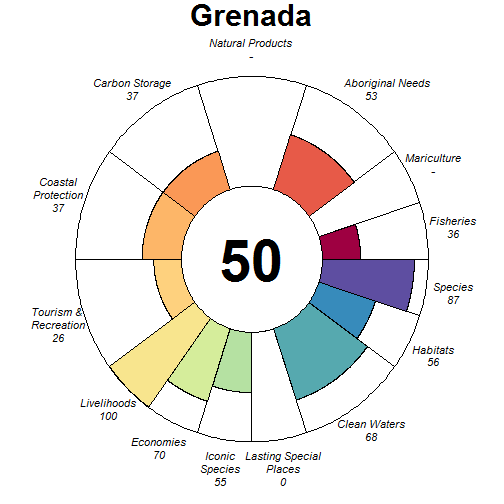 Grenada
Natural Products
-
Carbon Storage
37
Aboriginal Needs
53
Mariculture
-
Coastal
Protection
37
Fisheries
36
50
Species
87
Tourism &
Recreation
26
Habitats
56
Livelihoods
100
Clean Waters
68
Economies
70
Iconic
Species
55
Lasting Special
Places
0